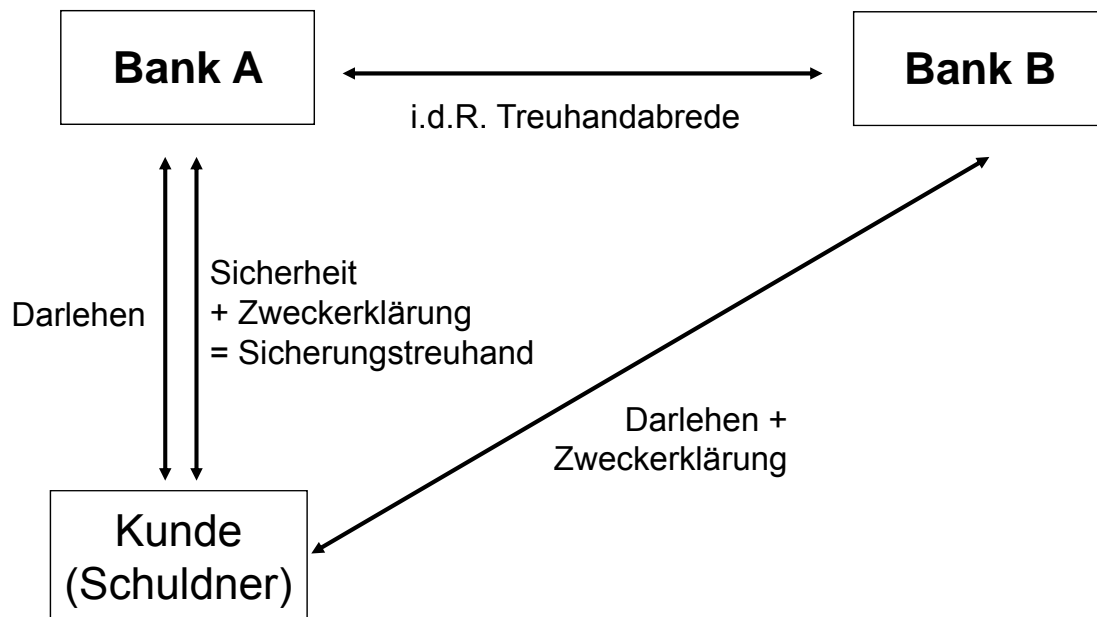 Bank A
Bank B
i.d.R. Treuhandabrede
Darlehen
Sicherheit
+ Zweckerklärung
= Sicherungstreuhand
Darlehen +
Zweckerklärung
Kunde
(Schuldner)